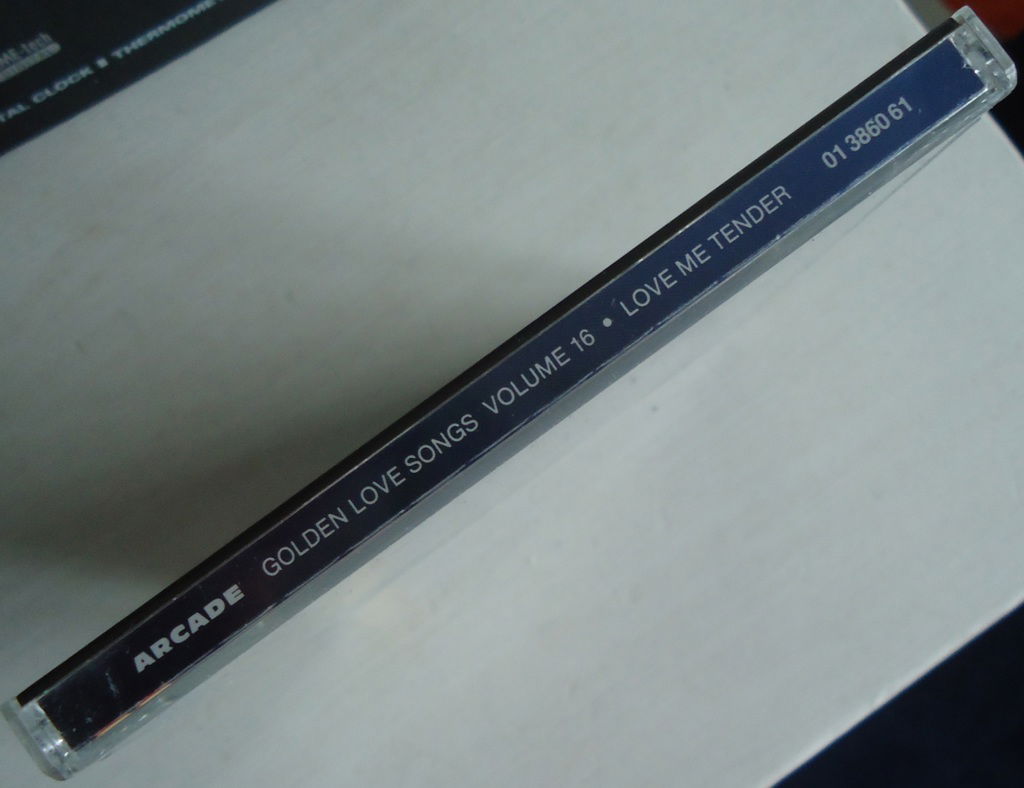 TAL CLOCK ▮ THERMOME
ARCADE GOLDEN LOVE SONGS VOLUME 16 • LOVE ME TENDER 01 3860 61